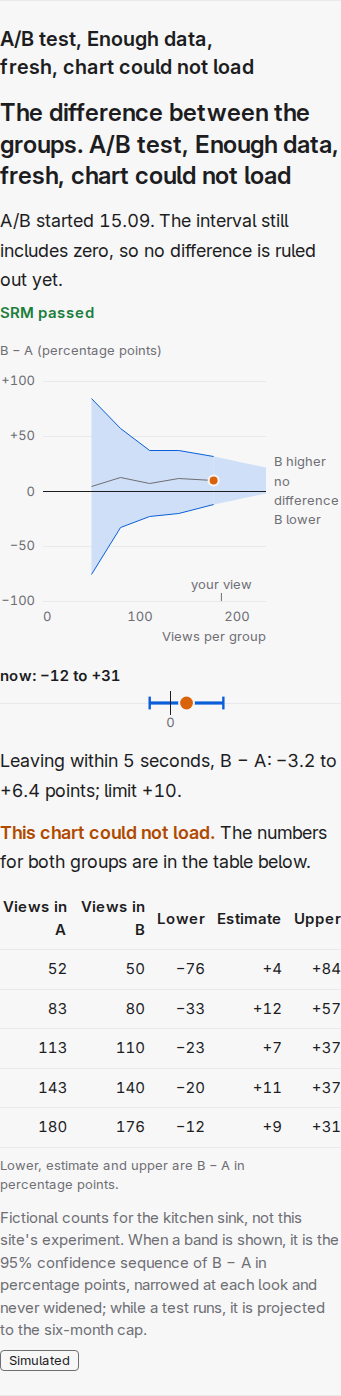 A/B test, Enough data,
fresh, chart could not load
The difference between the
groups. A/B test, Enough data,
fresh, chart could not load
A/B started 15.09. The interval still
includes zero, so no difference is ruled
out yet.
SRM passed
B − A (percentage points)
+100
+50
0
−50
−100
B higher
no
difference
B lower
your view
0 100 200
Views per group
now: −12 to +31
0
Leaving within 5 seconds, B − A: −3.2 to
+6.4 points; limit +10.
This chart could not load. The numbers
for both groups are in the table below.
Views in Views in
A B Lower Estimate Upper
52 50 −76 +4 +84
83 80 −33 +12 +57
113 110 −23 +7 +37
143 140 −20 +11 +37
180 176 −12 +9 +31
Lower, estimate and upper are B − A in
percentage points.
Fictional counts for the kitchen sink, not this
site's experiment. When a band is shown, it is the
95% confidence sequence of B − A in
percentage points, narrowed at each look and
never widened; while a test runs, it is projected
to the six-month cap.
Simulated